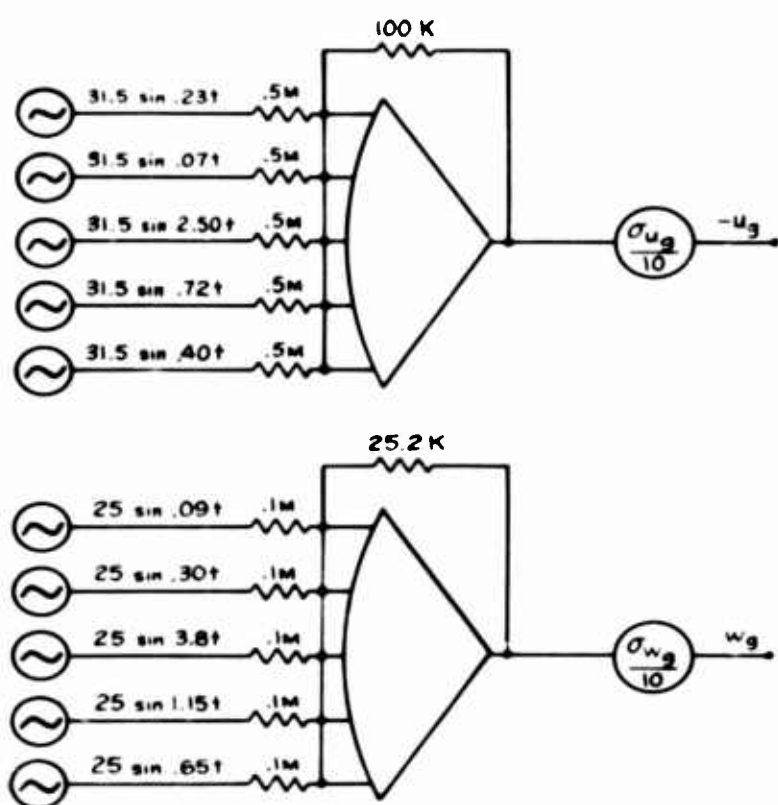 100 K
31.5 sin .23t .5M
31.5 sin .07t .5M
31.5 sin 2.50t .5M
σug
10
-ug
31.5 sin .72t .5M
31.5 sin .40t .5M
25.2 K
25 sin .09t .1M
25 sin .30t .1M
25 sin 3.8t .1M
σwg
10
wg
25 sin 1.15t .1M
25 sin .65t .1M